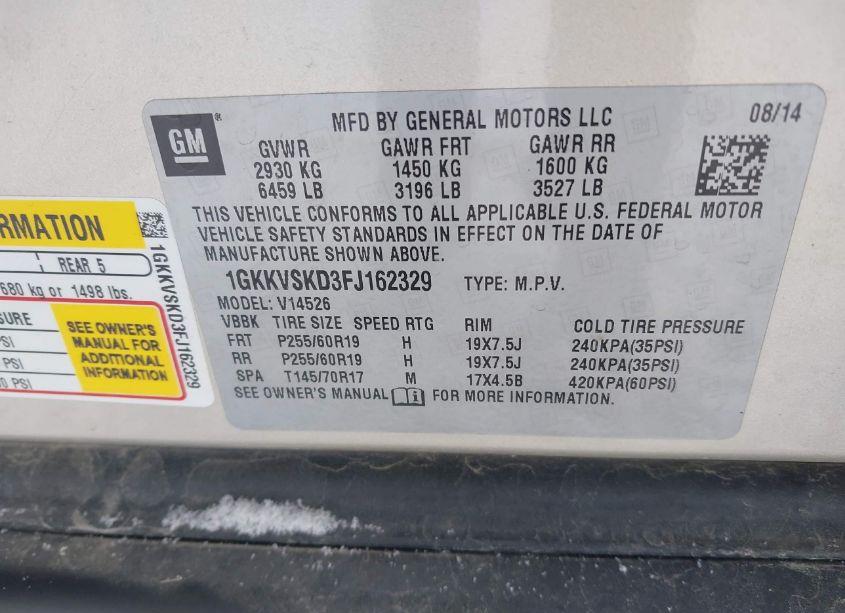 GM
MFD BY GENERAL MOTORS LLC 08/14
GVWR GAWR FRT GAWR RR
2930 KG 1450 KG 1600 KG
6459 LB 3196 LB 3527 LB
THIS VEHICLE CONFORMS TO ALL APPLICABLE U.S. FEDERAL MOTOR
VEHICLE SAFETY STANDARDS IN EFFECT ON THE DATE OF
MANUFACTURE SHOWN ABOVE.
1GKKVSKD3FJ162329 TYPE: M.P.V.
MODEL: V14526
VBBK TIRE SIZE SPEED RTG RIM COLD TIRE PRESSURE
FRT P255/60R19 H 19X7.5J 240KPA(35PSI)
RR P255/60R19 H 19X7.5J 240KPA(35PSI)
SPA T145/70R17 M 17X4.5B 420KPA(60PSI)
SEE OWNER'S MANUAL FOR MORE INFORMATION.
REAR 5
680 kg or 1498 lbs.
SEE OWNER'S
MANUAL FOR
ADDITIONAL
INFORMATION
PSI
PSI
1GKKVSKD3FJ162329